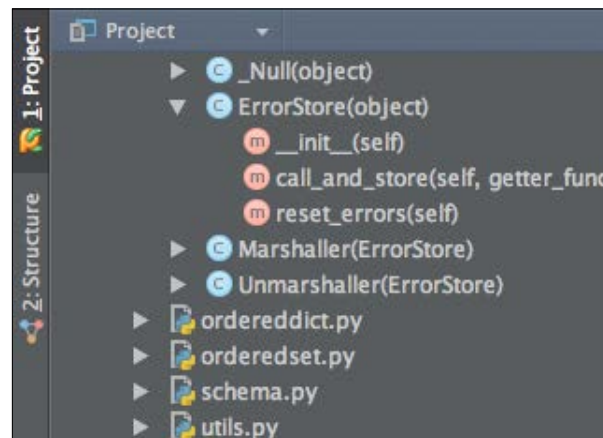 1: Project
2: Structure
Project
_Null(object)
ErrorStore(object)
__init__(self)
call_and_store(self, getter_func
reset_errors(self)
Marshaller(ErrorStore)
Unmarshaller(ErrorStore)
ordereddict.py
orderedset.py
schema.py
utils.py